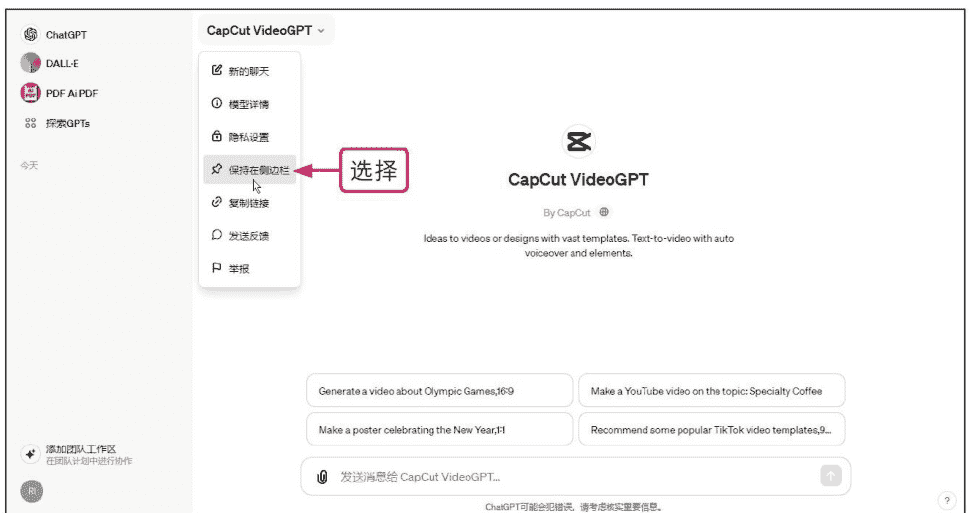 ChatGPT
DALL·E
PDF Ai PDF
探索GPTs
今天
添加团队工作区
在团队计划中进行协作
RI
CapCut VideoGPT
新的聊天
模型详情
隐私设置
保持在侧边栏
选择
复制链接
发送反馈
举报
CapCut VideoGPT
By CapCut
Ideas to videos or designs with vast templates. Text-to-video with auto
voiceover and elements.
Generate a video about Olympic Games,16:9
Make a YouTube video on the topic: Specialty Coffee
Make a poster celebrating the New Year,1:1
Recommend some popular TikTok video templates,9...
发送消息给 CapCut VideoGPT...
ChatGPT可能会犯错误。请考虑核实重要信息。
?